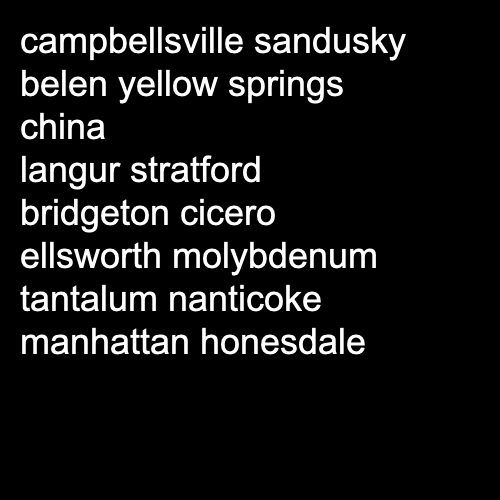 campbellsville sandusky
belen yellow springs
china
langur stratford
bridgeton cicero
ellsworth molybdenum
tantalum nanticoke
manhattan honesdale